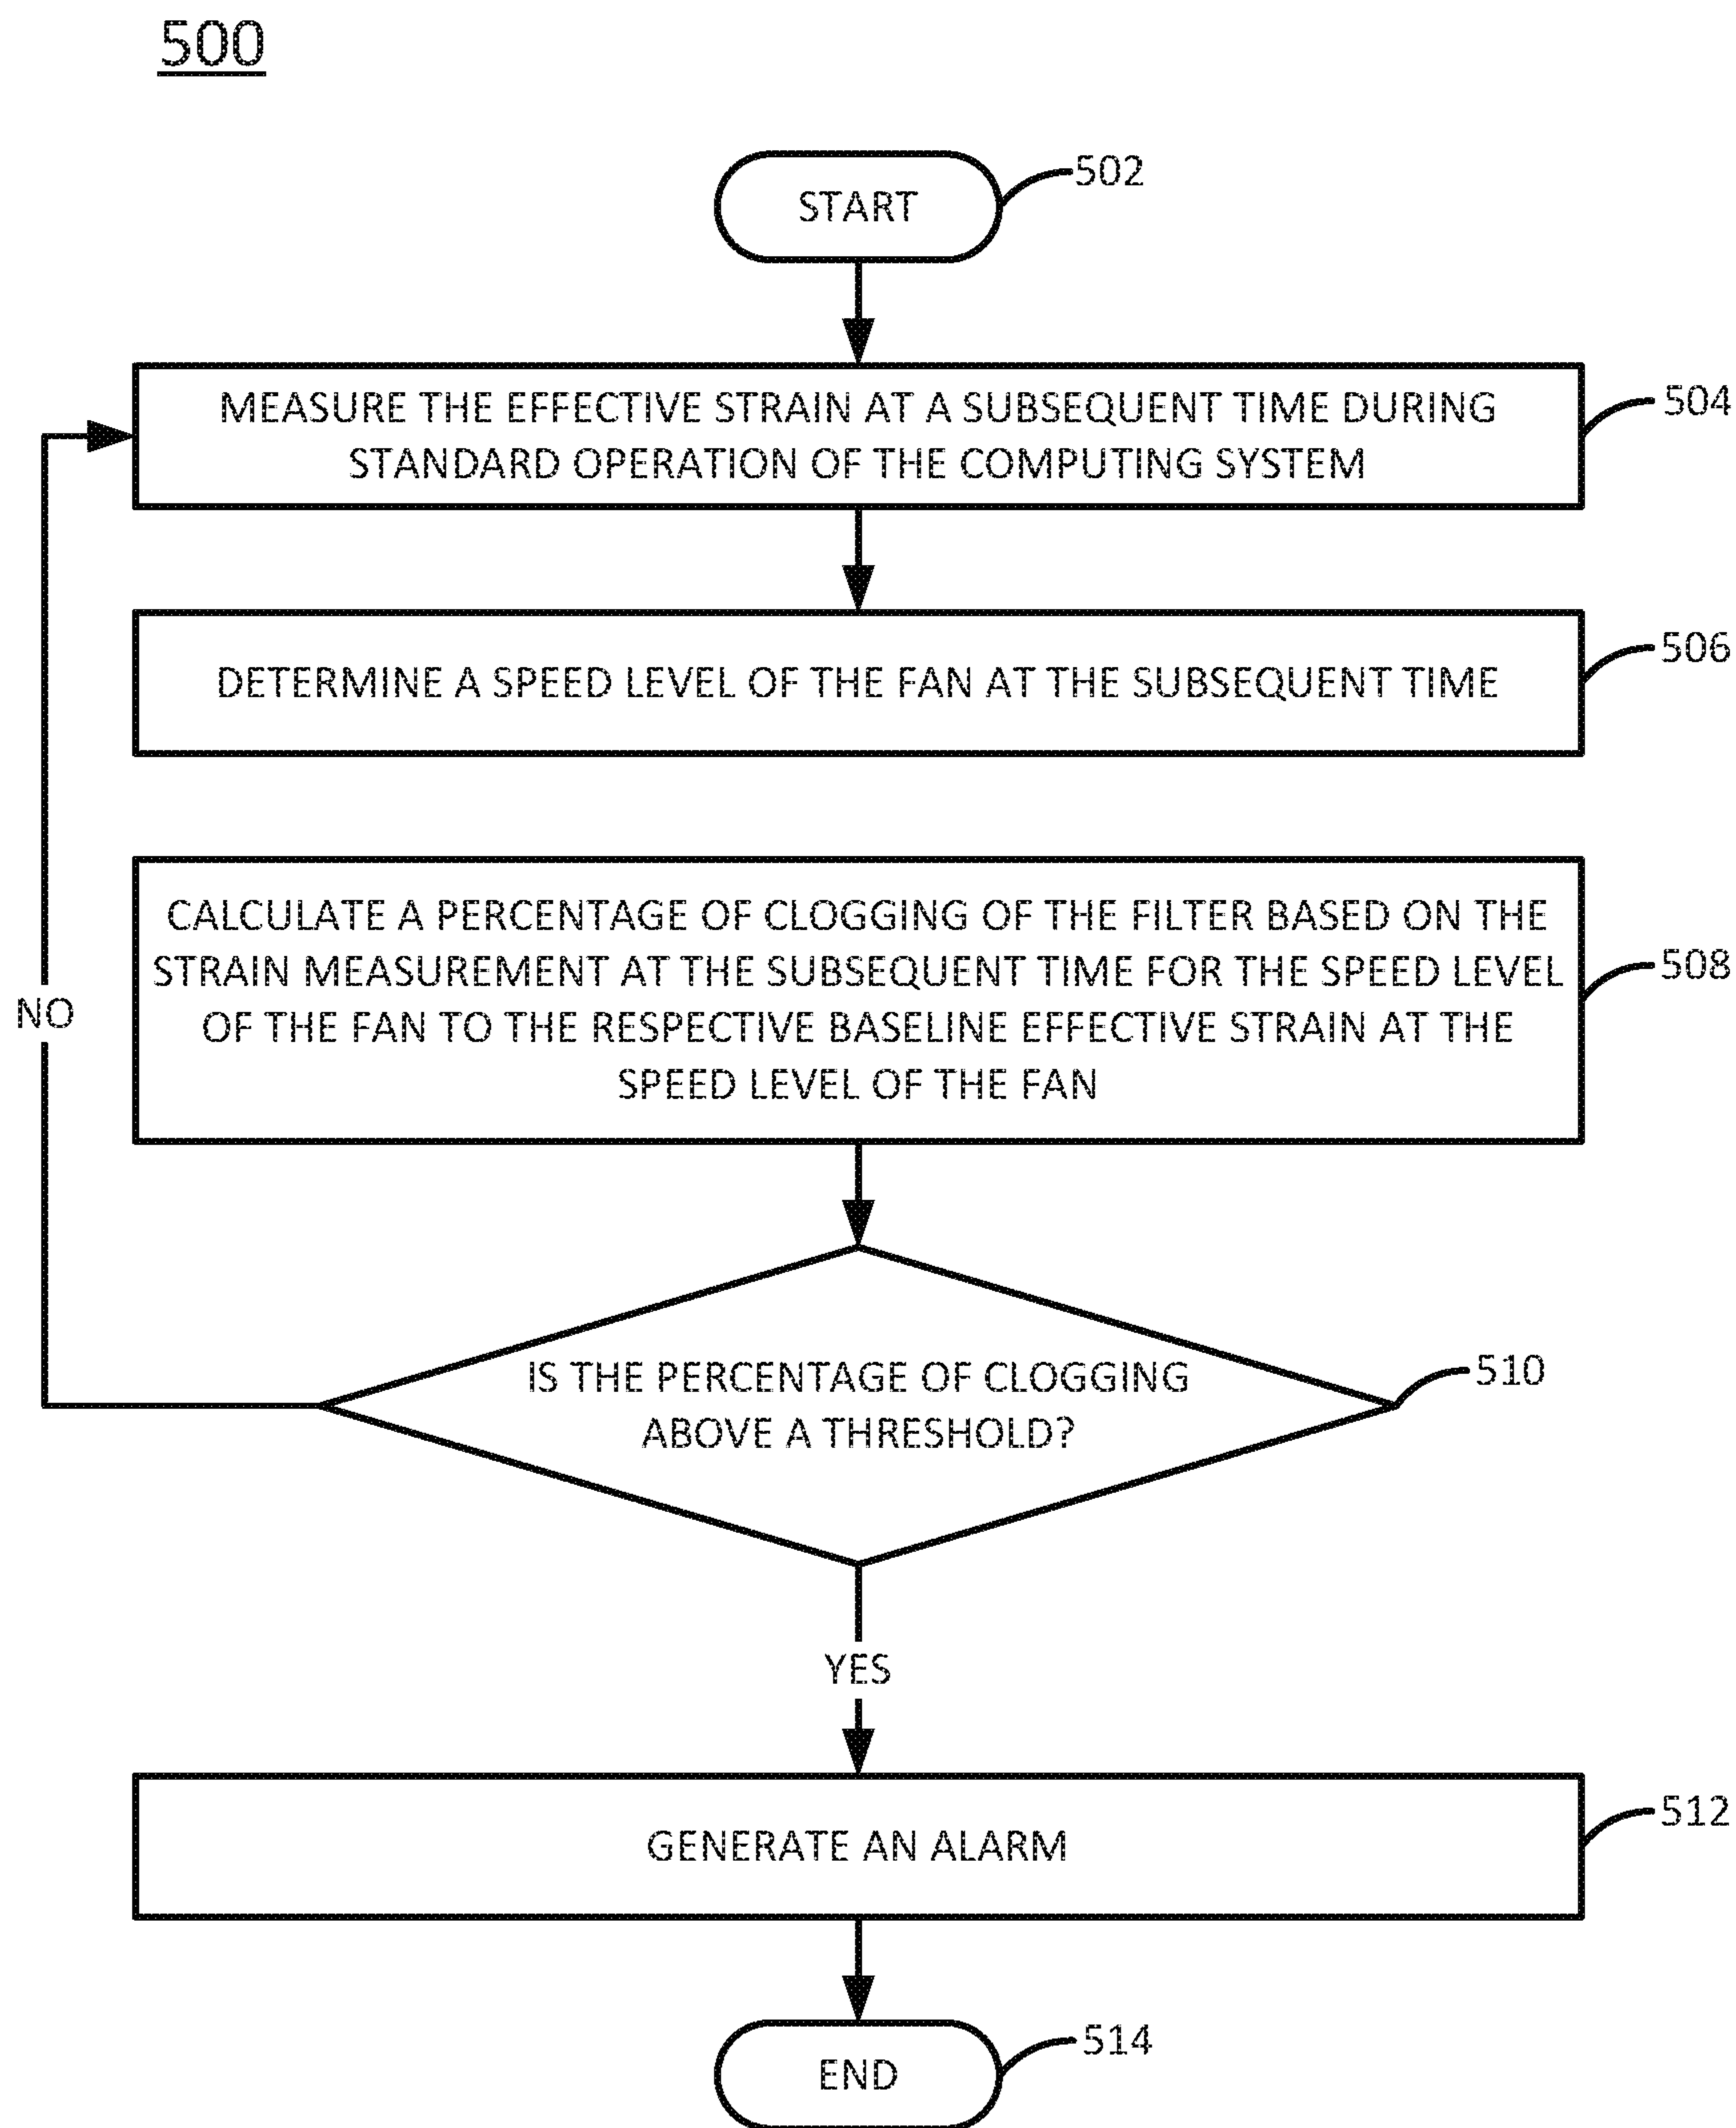 500
START
502
MEASURE THE EFFECTIVE STRAIN AT A SUBSEQUENT TIME DURING
STANDARD OPERATION OF THE COMPUTING SYSTEM
504
DETERMINE A SPEED LEVEL OF THE FAN AT THE SUBSEQUENT TIME
506
CALCULATE A PERCENTAGE OF CLOGGING OF THE FILTER BASED ON THE
STRAIN MEASUREMENT AT THE SUBSEQUENT TIME FOR THE SPEED LEVEL
OF THE FAN TO THE RESPECTIVE BASELINE EFFECTIVE STRAIN AT THE
SPEED LEVEL OF THE FAN
508
NO
IS THE PERCENTAGE OF CLOGGING
ABOVE A THRESHOLD?
510
YES
GENERATE AN ALARM
512
END
514